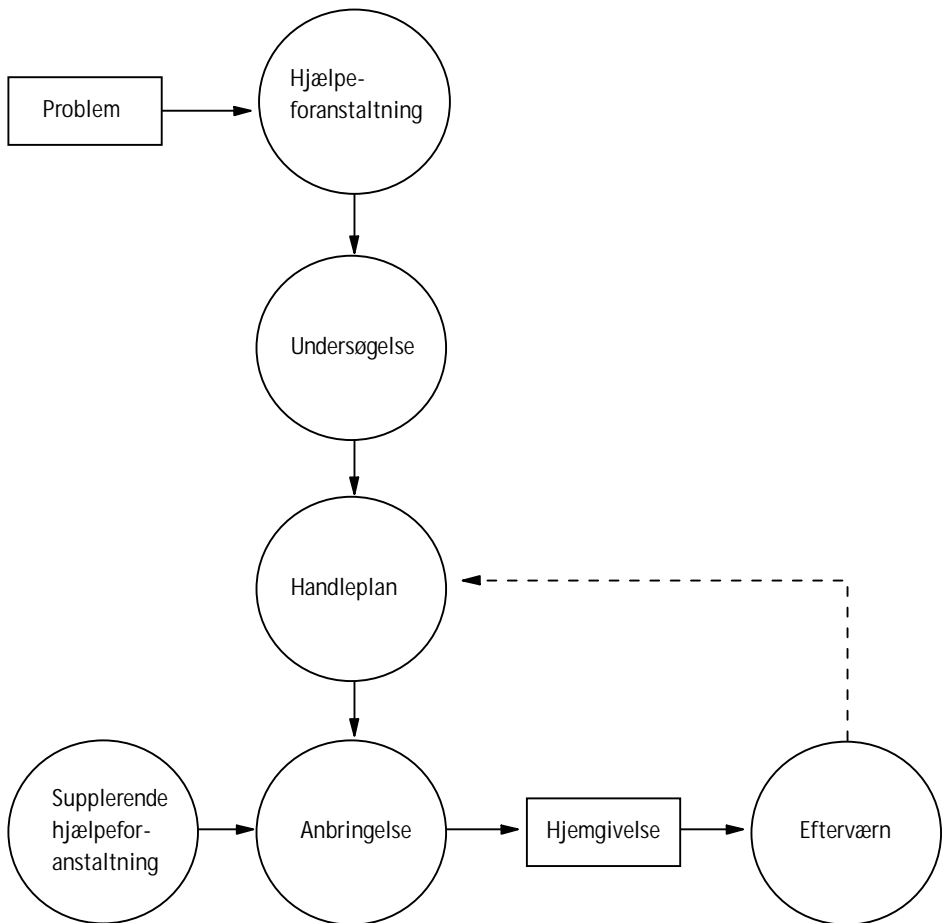 Problem
Hjælpe-
foranstaltning
Undersøgelse
Handleplan
Supplerende
hjælpefor-
anstaltning
Anbringelse
Hjemgivelse
Efterværn